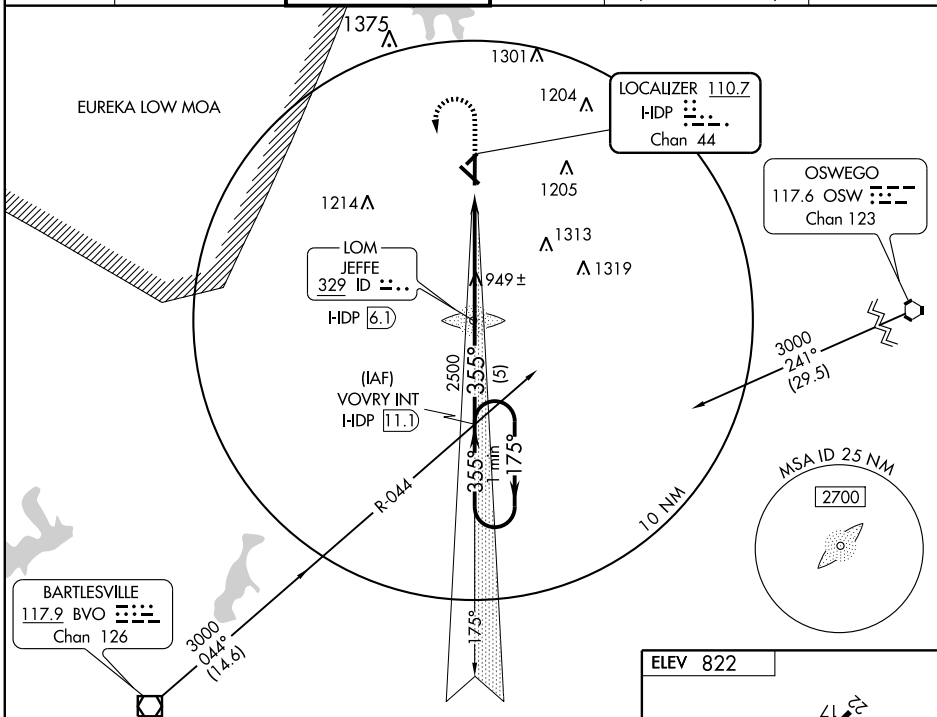 1375
1301
EUREKA LOW MOA
1204
LOCALIZER 110.7
I-IDP
Chan 44
OSWEGO
117.6 OSW
Chan 123
1205
1214
1313
1319
LOM
JEFFE
329 ID
I-IDP 6.1
949 ±
3000
241°
(29.5)
2500
355°
(5)
(IAF)
VOVRY INT
I-IDP 11.1
355°
1 min
175°
R-044
10 NM
MSA ID 25 NM
2700
BARTLESVILLE
117.9 BVO
Chan 126
3000
044°
(14.6)
175°
ELEV 822
22
17